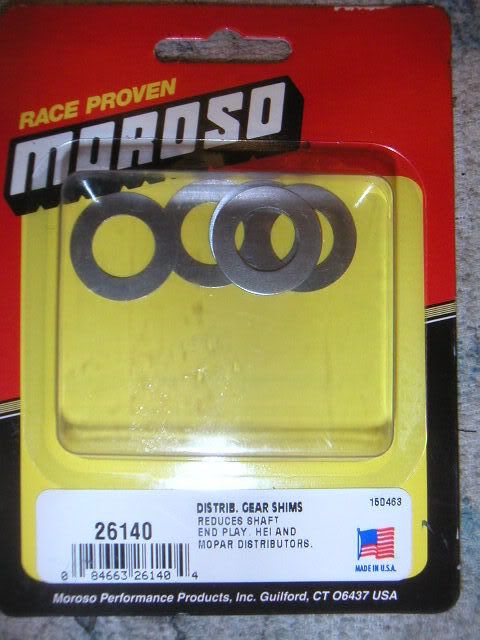 RACE PROVEN
MOROSO
26140
DISTRIB. GEAR SHIMS
REDUCES SHAFT
END PLAY. HEI AND
MOPAR DISTRIBUTORS.
150463
MADE IN U.S.A.
0 84663 26140 4
Moroso Performance Products, Inc. Guilford, CT 06437 USA